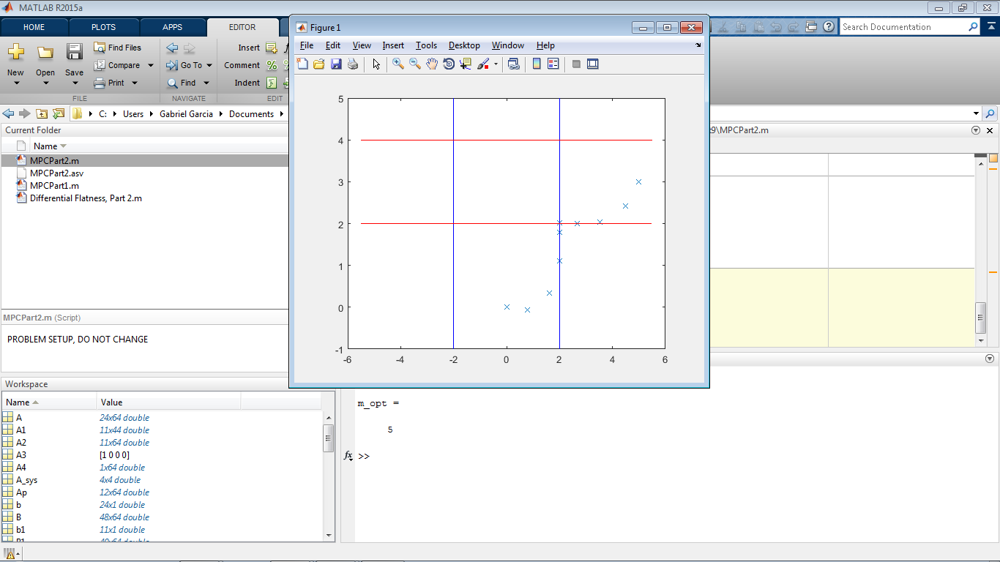 MATLAB R2015a
HOME PLOTS APPS EDITOR
Search Documentation
New Open Save
Find Files
Compare
Print
Go To
Find
Insert
Comment
Indent
FILE NAVIGATE EDIT
C: Users Gabriel Garcia Documents
9\MPCPart2.m
Current Folder
Name
MPCPart2.m
MPCPart2.asv
MPCPart1.m
Differential Flatness, Part 2.m
MPCPart2.m (Script)
PROBLEM SETUP, DO NOT CHANGE
Workspace
Name Value
A 24x64 double
A1 11x44 double
A2 11x64 double
A3 [1 0 0 0]
A4 1x64 double
A_sys 4x4 double
Ap 12x64 double
b 24x1 double
B 48x64 double
b1 11x1 double
Figure 1
File Edit View Insert Tools Desktop Window Help
5
4
3
2
1
0
-1
-6 -4 -2 0 2 4 6
m_opt =
5
fx >>